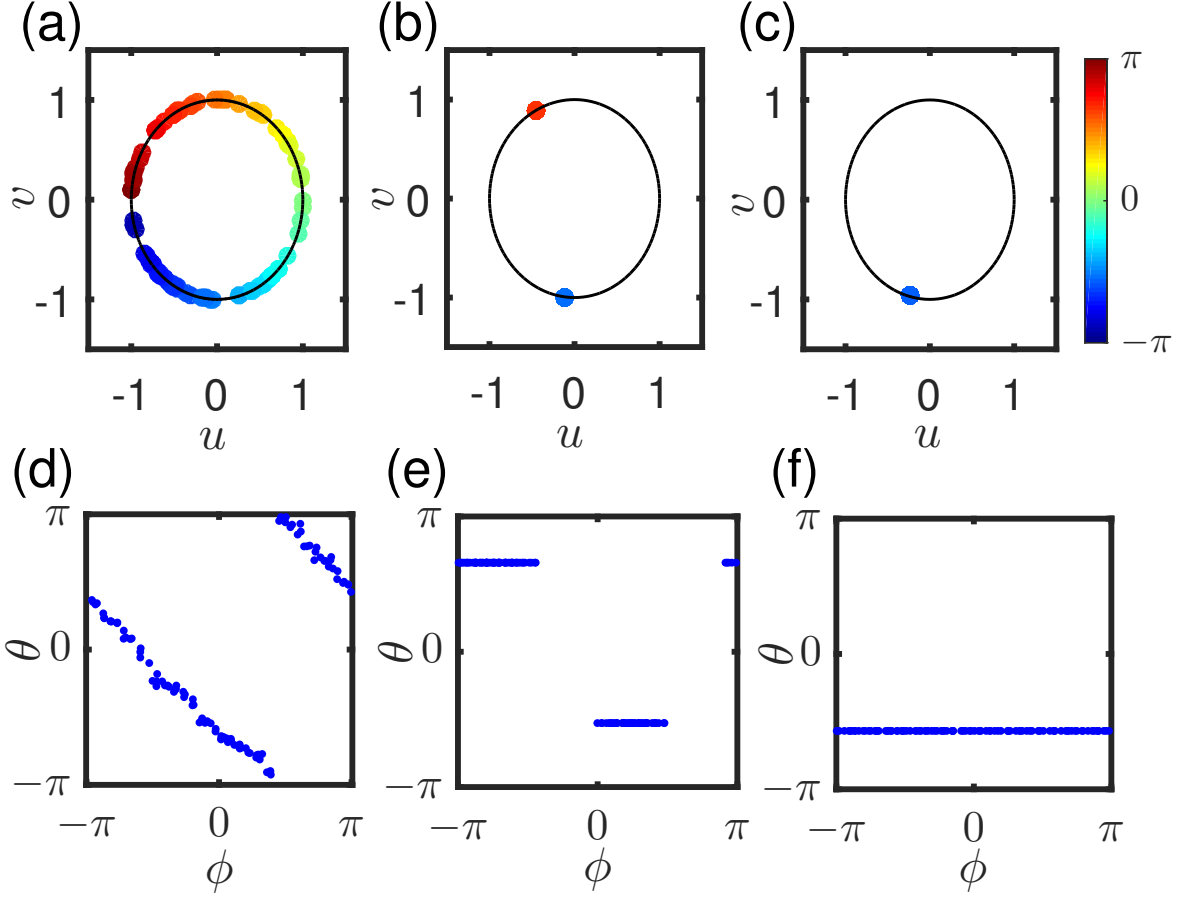 (a) (b) (c)
1 1 1 π
v 0 v 0 v 0 0
-1 -1 -1 −π
-1 0 1 -1 0 1 -1 0 1
u u u
(d) (e) (f)
π π π
θ 0 θ 0 θ 0
−π −π −π
−π 0 π −π 0 π −π 0 π
ϕ ϕ ϕ